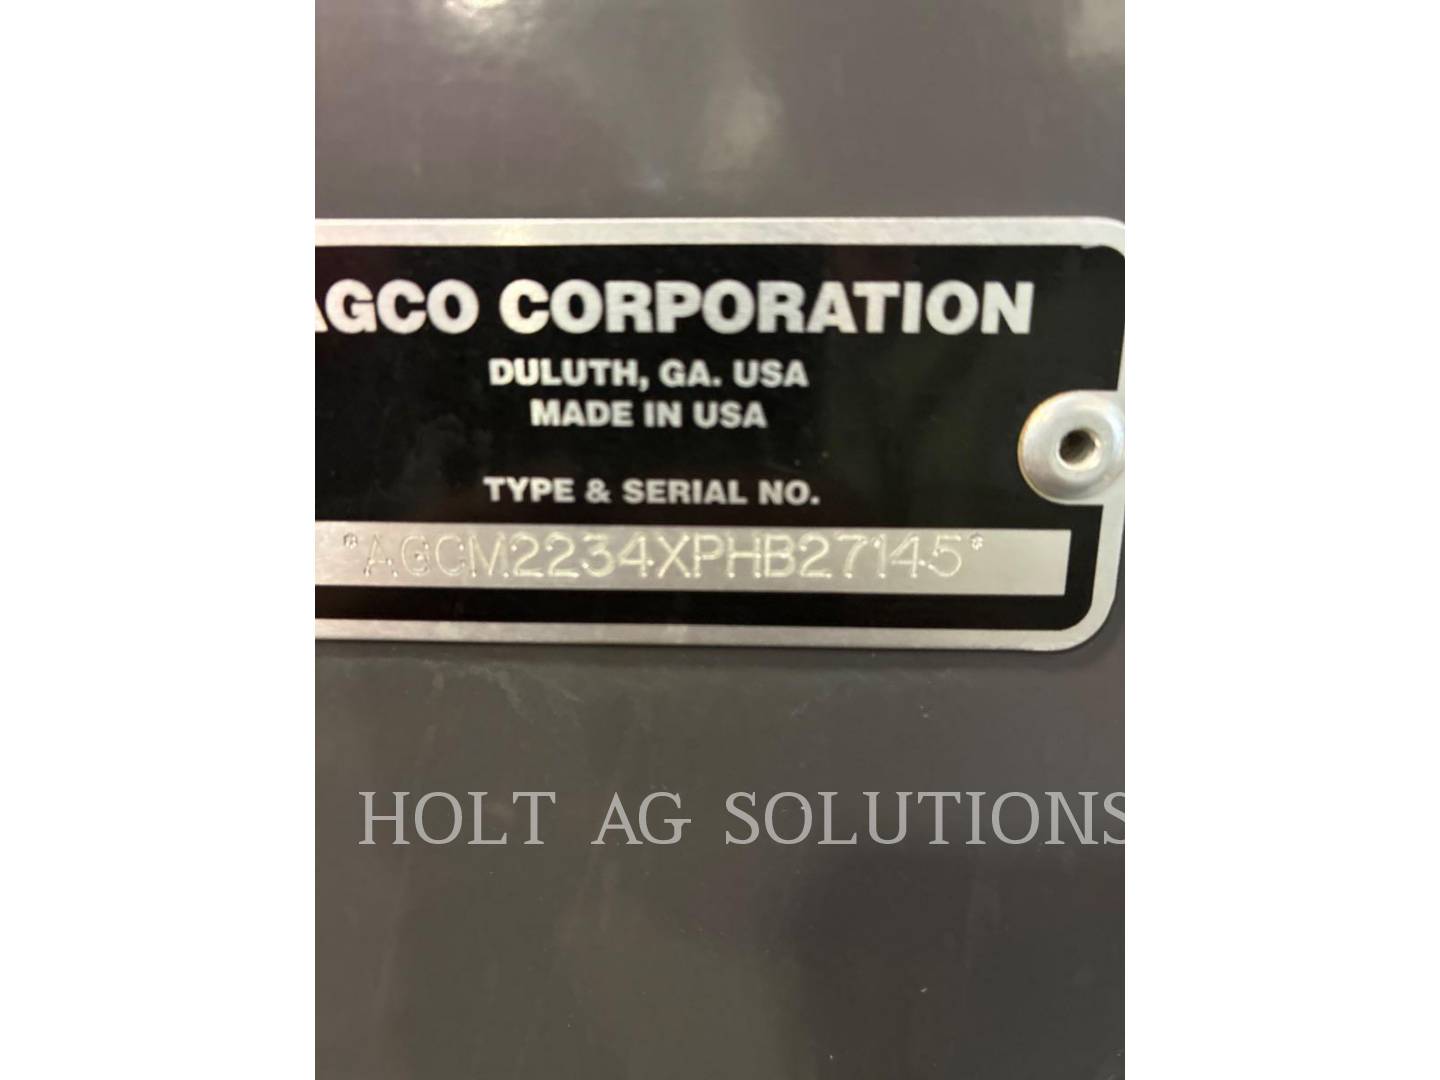 AGCO CORPORATION
DULUTH, GA. USA
MADE IN USA
TYPE & SERIAL NO.
*AGCM2234XPHB27145*
HOLT AG SOLUTIONS